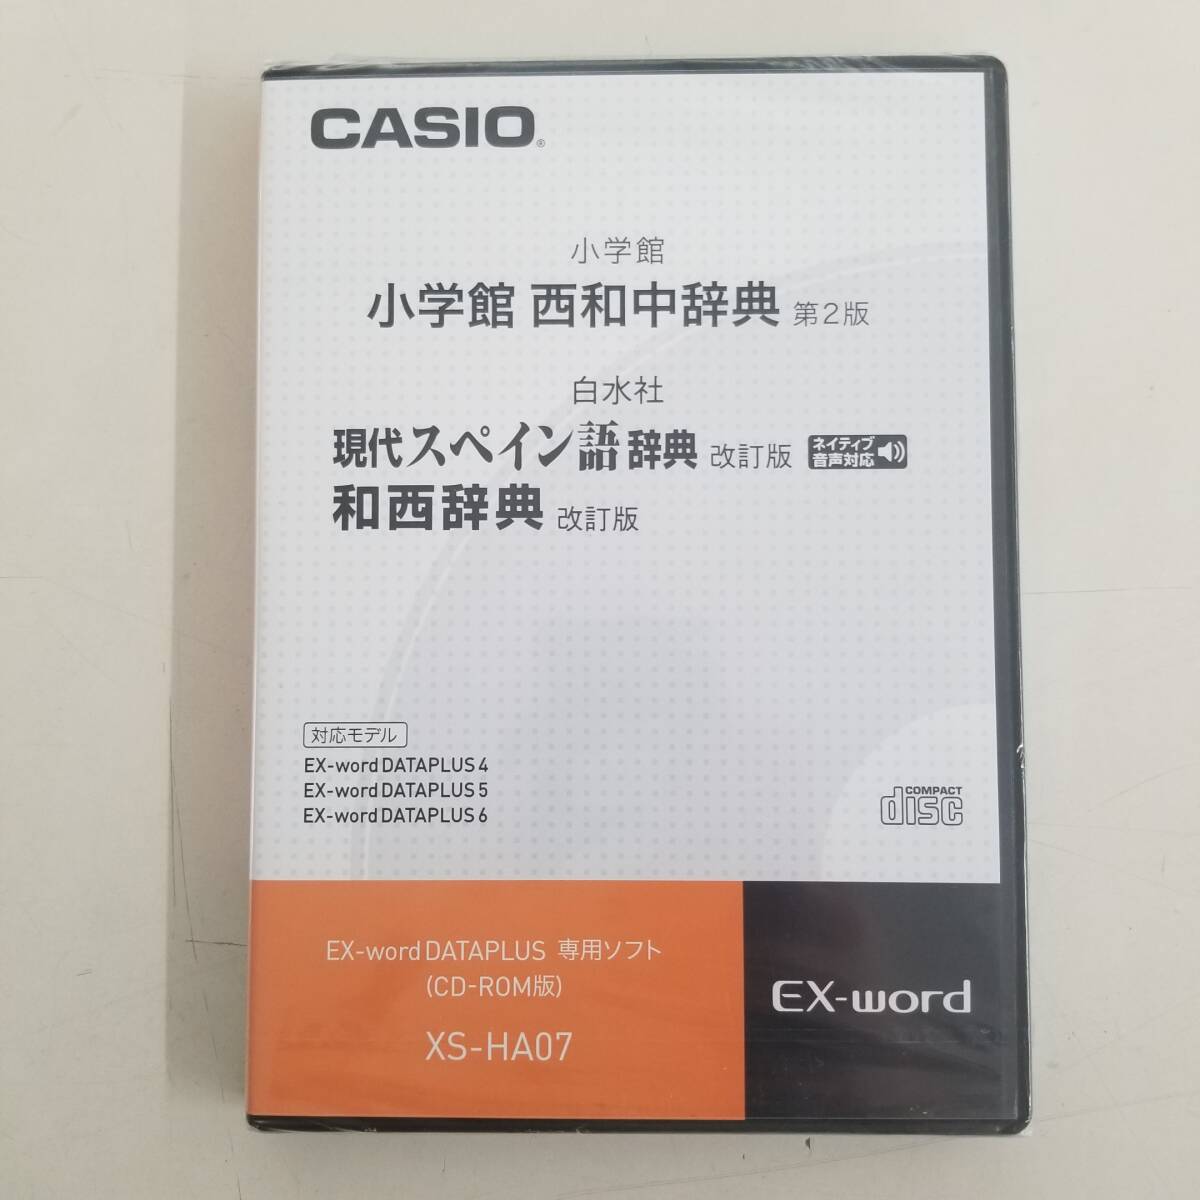 CASIO®
小学館
小学館 西和中辞典 第2版
白水社
現代スペイン語辞典 改訂版 ネイティブ音声対応
和西辞典 改訂版
対応モデル
EX-word DATAPLUS 4
EX-word DATAPLUS 5
EX-word DATAPLUS 6
COMPACT
disc
EX-word DATAPLUS 専用ソフト
(CD-ROM版)
XS-HA07
EX-word